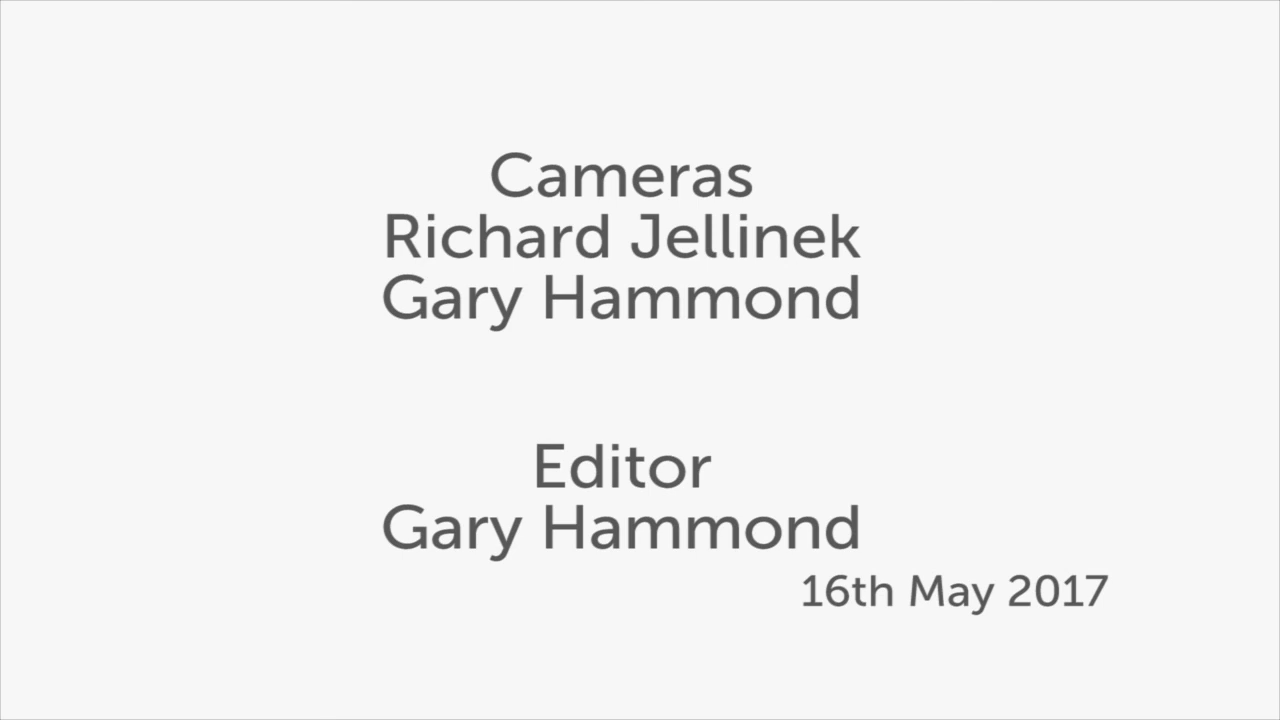 Cameras
Richard Jellinek
Gary Hammond
Editor
Gary Hammond
16th May 2017